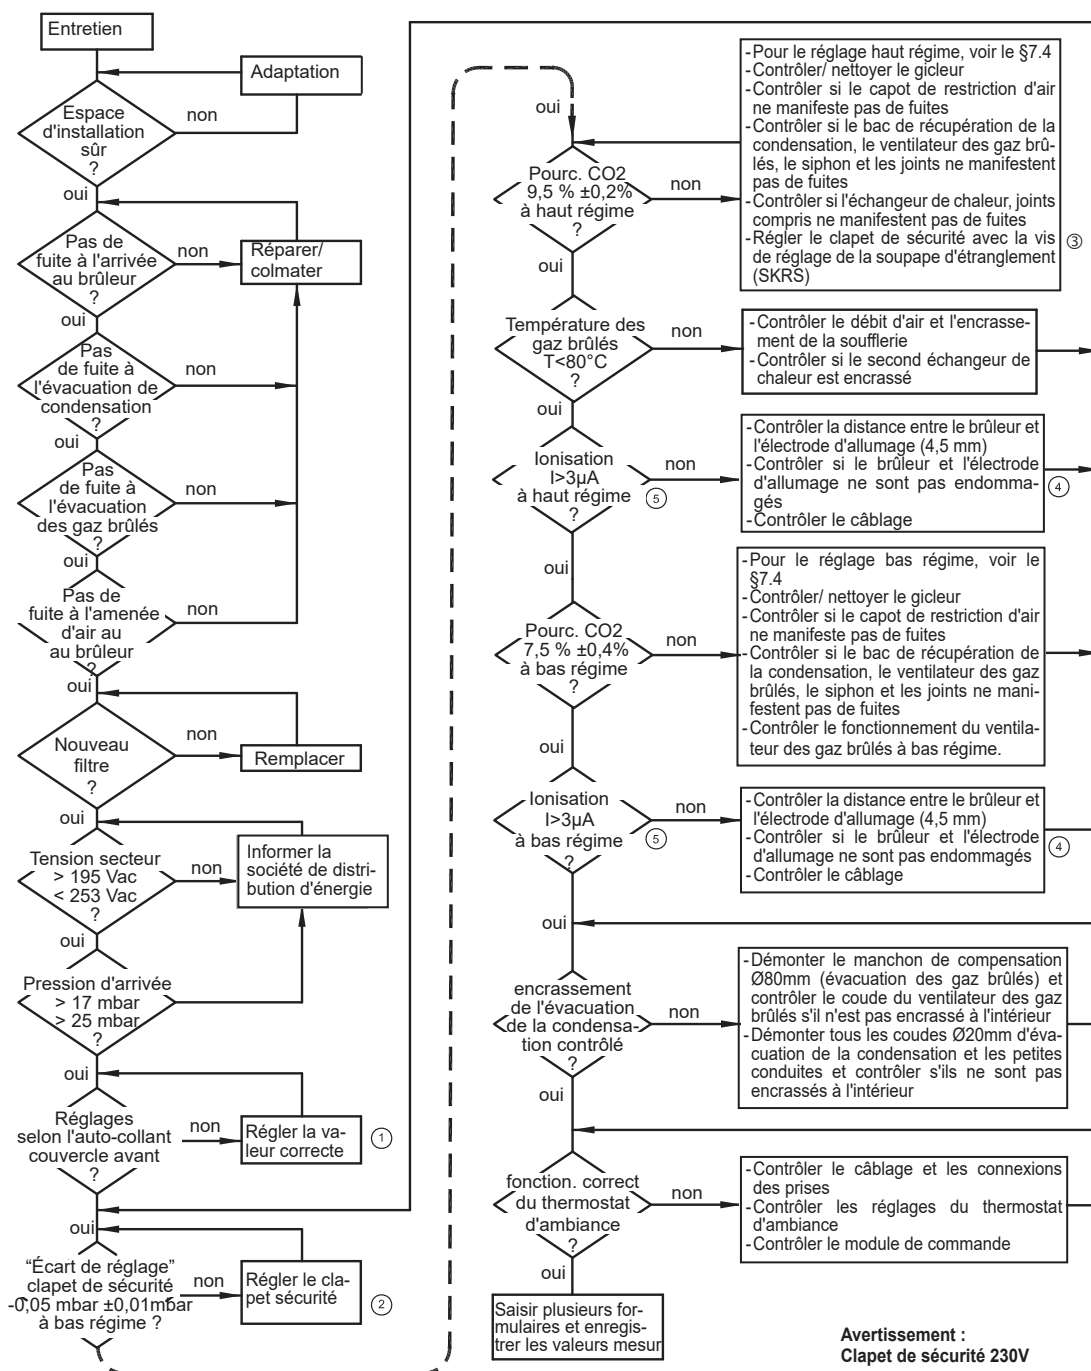 Entretien
Adaptation
Espace
d'installation
sûr
?
non
oui
Pas de
fuite à l'arrivée
au brûleur
?
non
Réparer/
colmater
oui
Pas
de fuite à
l'évacuation de
condensation
?
non
oui
Pas
de fuite à
l'évacuation
des gaz brûlés
?
non
oui
Pas de
fuite à l'amenée
d'air au
au brûleur
?
non
oui
Nouveau
filtre
?
non
Remplacer
oui
Tension secteur
> 195 Vac
< 253 Vac
?
non
Informer la
société de distri-
bution d'énergie
oui
Pression d'arrivée
> 17 mbar
> 25 mbar
?
oui
Réglages
selon l'auto-collant
couvercle avant
?
non
Régler la va-
leur correcte
①
oui
“Écart de réglage”
clapet de sécurité
-0,05 mbar ±0,01mbar
à bas régime ?
non
Régler le cla-
pet sécurité
②
oui
Pourc. CO2
9,5 % ±0,2%
à haut régime
?
non
-Pour le réglage haut régime, voir le §7.4
-Contrôler/ nettoyer le gicleur
-Contrôler si le capot de restriction d'air
ne manifeste pas de fuites
-Contrôler si le bac de récupération de la
condensation, le ventilateur des gaz brû-
lés, le siphon et les joints ne manifestent
pas de fuites
-Contrôler si l'échangeur de chaleur, joints
compris ne manifestent pas de fuites
-Régler le clapet de sécurité avec la vis
de réglage de la soupape d'étranglement
(SKRS)
③
oui
Température des
gaz brûlés
T<80°C
?
non
-Contrôler le débit d'air et l'encrasse-
ment de la soufflerie
-Contrôler si le second échangeur de
chaleur est encrassé
oui
Ionisation
I>3µA
à haut régime
?
⑤
non
-Contrôler la distance entre le brûleur et
l'électrode d'allumage (4,5 mm)
-Contrôler si le brûleur et l'électrode
d'allumage ne sont pas endomma-
gés
-Contrôler le câblage
④
oui
Pourc. CO2
7,5 % ±0,4%
à bas régime
?
non
-Pour le réglage bas régime, voir le
§7.4
-Contrôler/ nettoyer le gicleur
-Contrôler si le capot de restriction d'air
ne manifeste pas de fuites
-Contrôler si le bac de récupération de
la condensation, le ventilateur des gaz
brûlés, le siphon et les joints ne mani-
festent pas de fuites
-Contrôler le fonctionnement du ventila-
teur des gaz brûlés à bas régime.
oui
Ionisation
I>3µA
à bas régime
?
⑤
non
-Contrôler la distance entre le brûleur et
l'électrode d'allumage (4,5 mm)
-Contrôler si le brûleur et l'électrode
d'allumage ne sont pas endommagés
-Contrôler le câblage
④
oui
encrassement
de l'évacuation
de la condensa-
tion contrôlé
?
non
-Démonter le manchon de compensation
Ø80mm (évacuation des gaz brûlés) et
contrôler le coude du ventilateur des gaz
brûlés s'il n'est pas encrassé à l'intérieur
-Démonter tous les coudes Ø20mm d'éva-
cuation de la condensation et les petites
conduites et contrôler s'ils ne sont pas
encrassés à l'intérieur
oui
fonction. correct
du thermostat
d'ambiance
?
non
-Contrôler le câblage et les connexions
des prises
-Contrôler les réglages du thermostat
d'ambiance
-Contrôler le module de commande
oui
Saisir plusieurs for-
mulaires et enregis-
trer les valeurs mesur
Avertissement :
Clapet de sécurité 230V